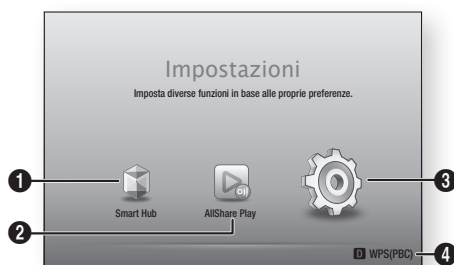 Impostazioni
Imposta diverse funzioni in base alle proprie preferenze.
1
3
Smart Hub
AllShare Play
2
D WPS(PBC)
4